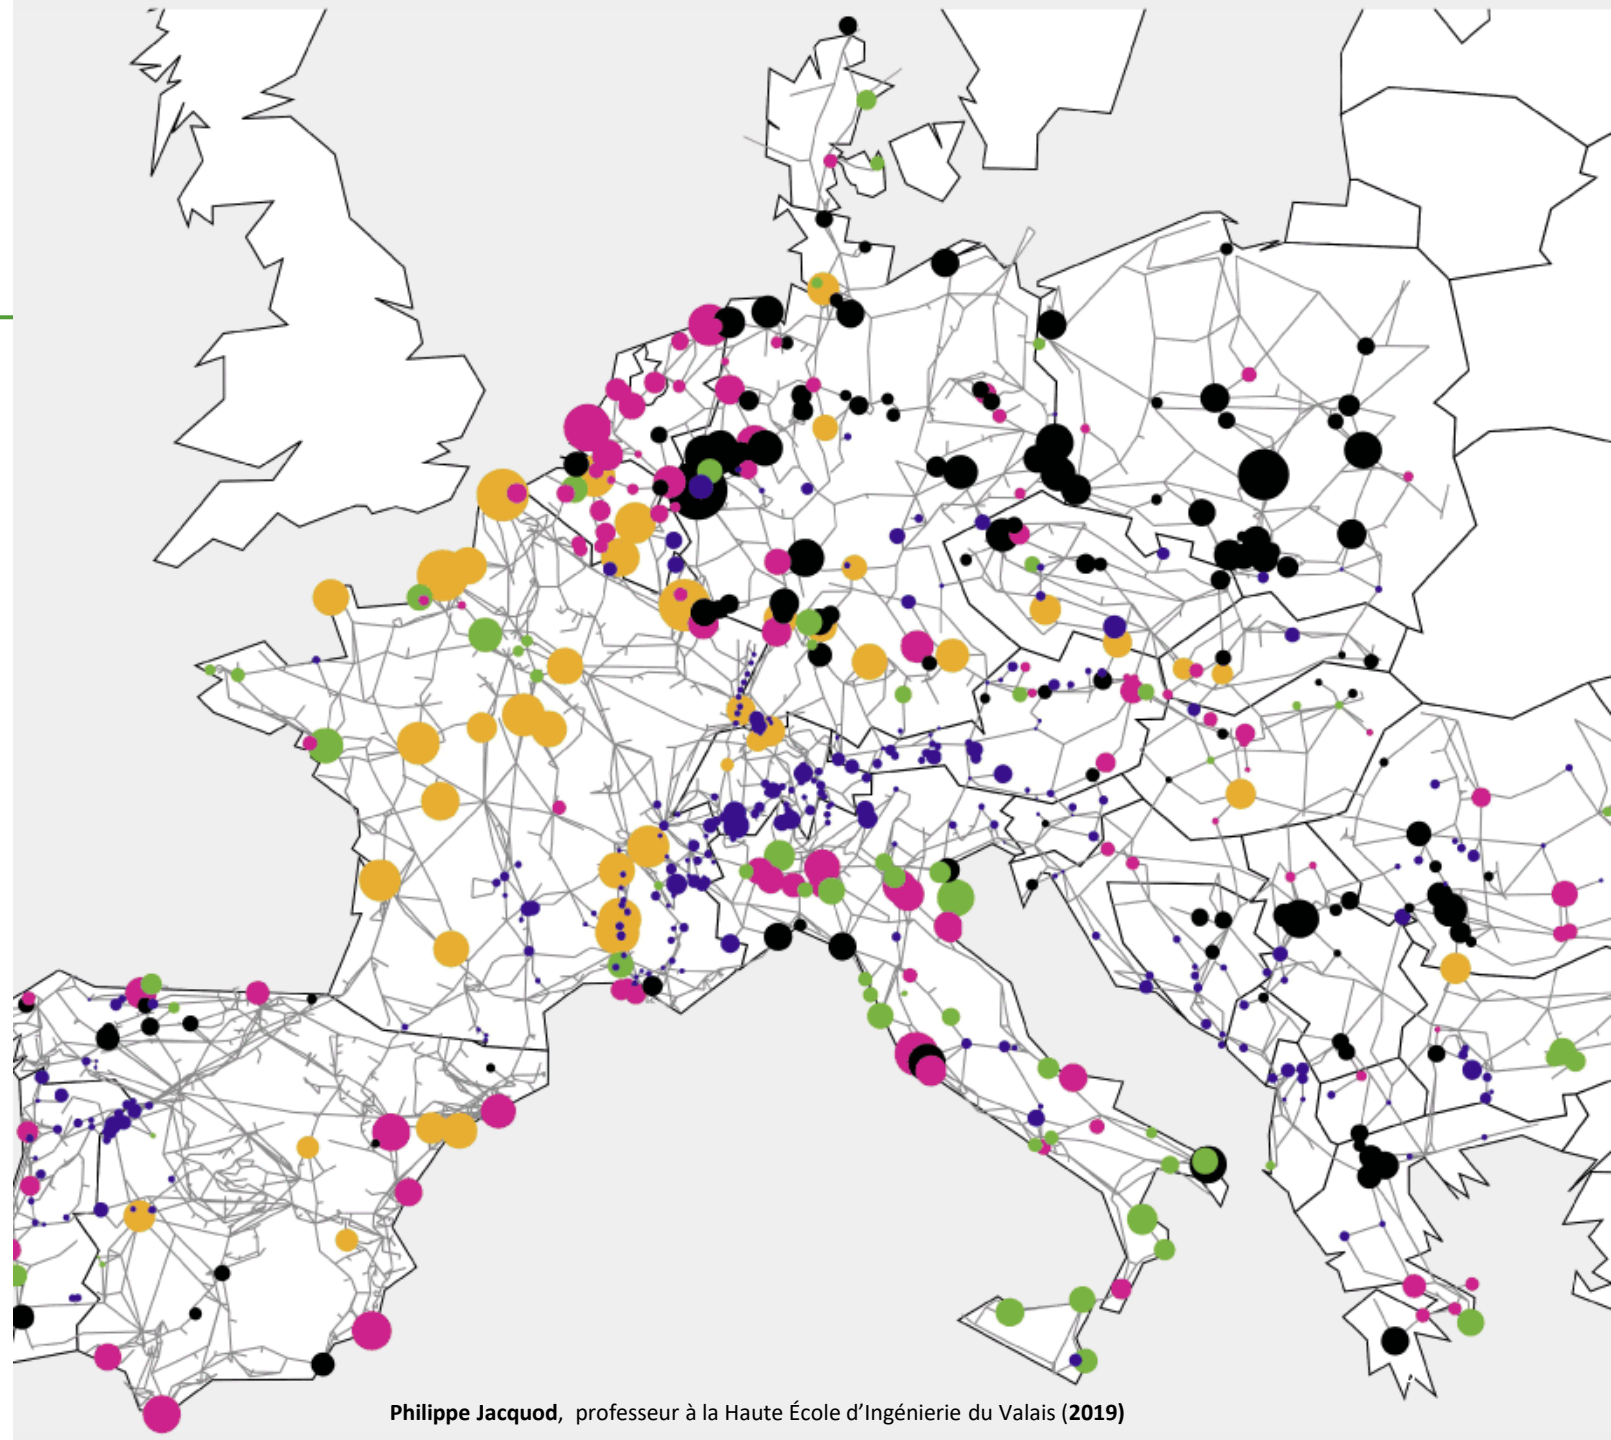 Philippe Jacquod, professeur à la Haute École d'Ingénierie du Valais (2019)